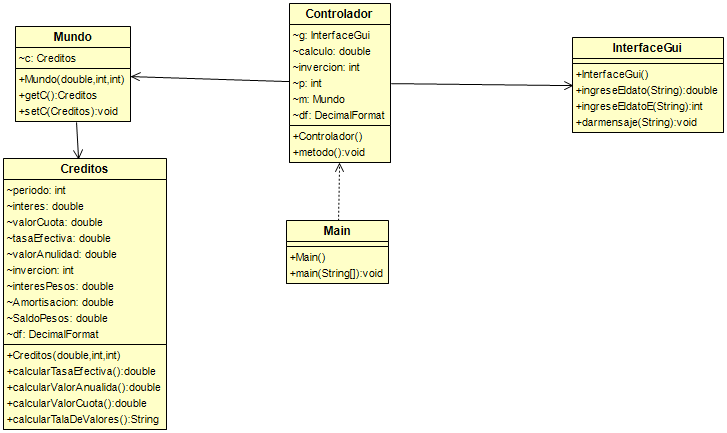 Mundo
~c: Creditos
+Mundo(double,int,int)
+getC():Creditos
+setC(Creditos):void
Controlador
~g: InterfaceGui
~calculo: double
~invercion: int
~p: int
~m: Mundo
~df: DecimalFormat
+Controlador()
+metodo():void
InterfaceGui
+InterfaceGui()
+ingreseEldato(String):double
+ingreseEldatoE(String):int
+darmensaje(String):void
Creditos
~periodo: int
~interes: double
~valorCuota: double
~tasaEfectiva: double
~valorAnulidad: double
~invercion: int
~interesPesos: double
~Amortisacion: double
~SaldoPesos: double
~df: DecimalFormat
+Creditos(double,int,int)
+calcularTasaEfectiva():double
+calcularValorAnualida():double
+calcularValorCuota():double
+calcularTalaDeValores():String
Main
+Main()
+main(String[]):void